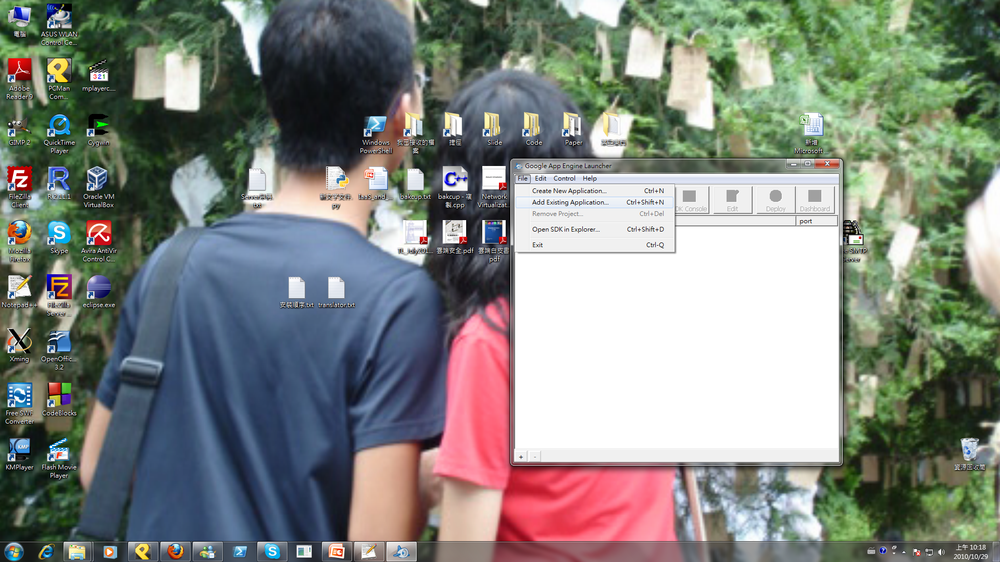 電腦
ASUS WLAN
Control Ce...
Adobe
Reader 9
PCMan
Com...
mplayerc....
GIMP 2
QuickTime
Player
Cygwin
Windows
PowerShell
我已接收的檔
案
捷徑
Slide
Code
Paper
某些東西
新增
Microsoft ...
FileZilla
Client
R 2.11.1
Oracle VM
VirtualBox
Server架構.
txt
新文字文件.
py
IaaS_and_...
bakcup.txt
bakcup - 複
製.cpp
Network
Virtualizat...
Mozilla
Firefox
Skype
Avira AntiVir
Control C...
TL_July201...
雲端安全.pdf
雲端白皮書.
pdf
SMTP
Server
Notepad++
FileZilla
Server ...
eclipse.exe
安裝順序.txt
translator.txt
Xming
OpenOffic...
3.2
Free SWF
Converter
CodeBlocks
KMPlayer
Flash Movie
Player
資源回收筒
Google App Engine Launcher
File Edit Control Help
Create New Application... Ctrl+N
Add Existing Application... Ctrl+Shift+N
Remove Project... Ctrl+Del
Open SDK in Explorer... Ctrl+Shift+D
Exit Ctrl-Q
DK Console
Edit
Deploy
Dashboard
port
+ -
上午 10:18
2010/10/29